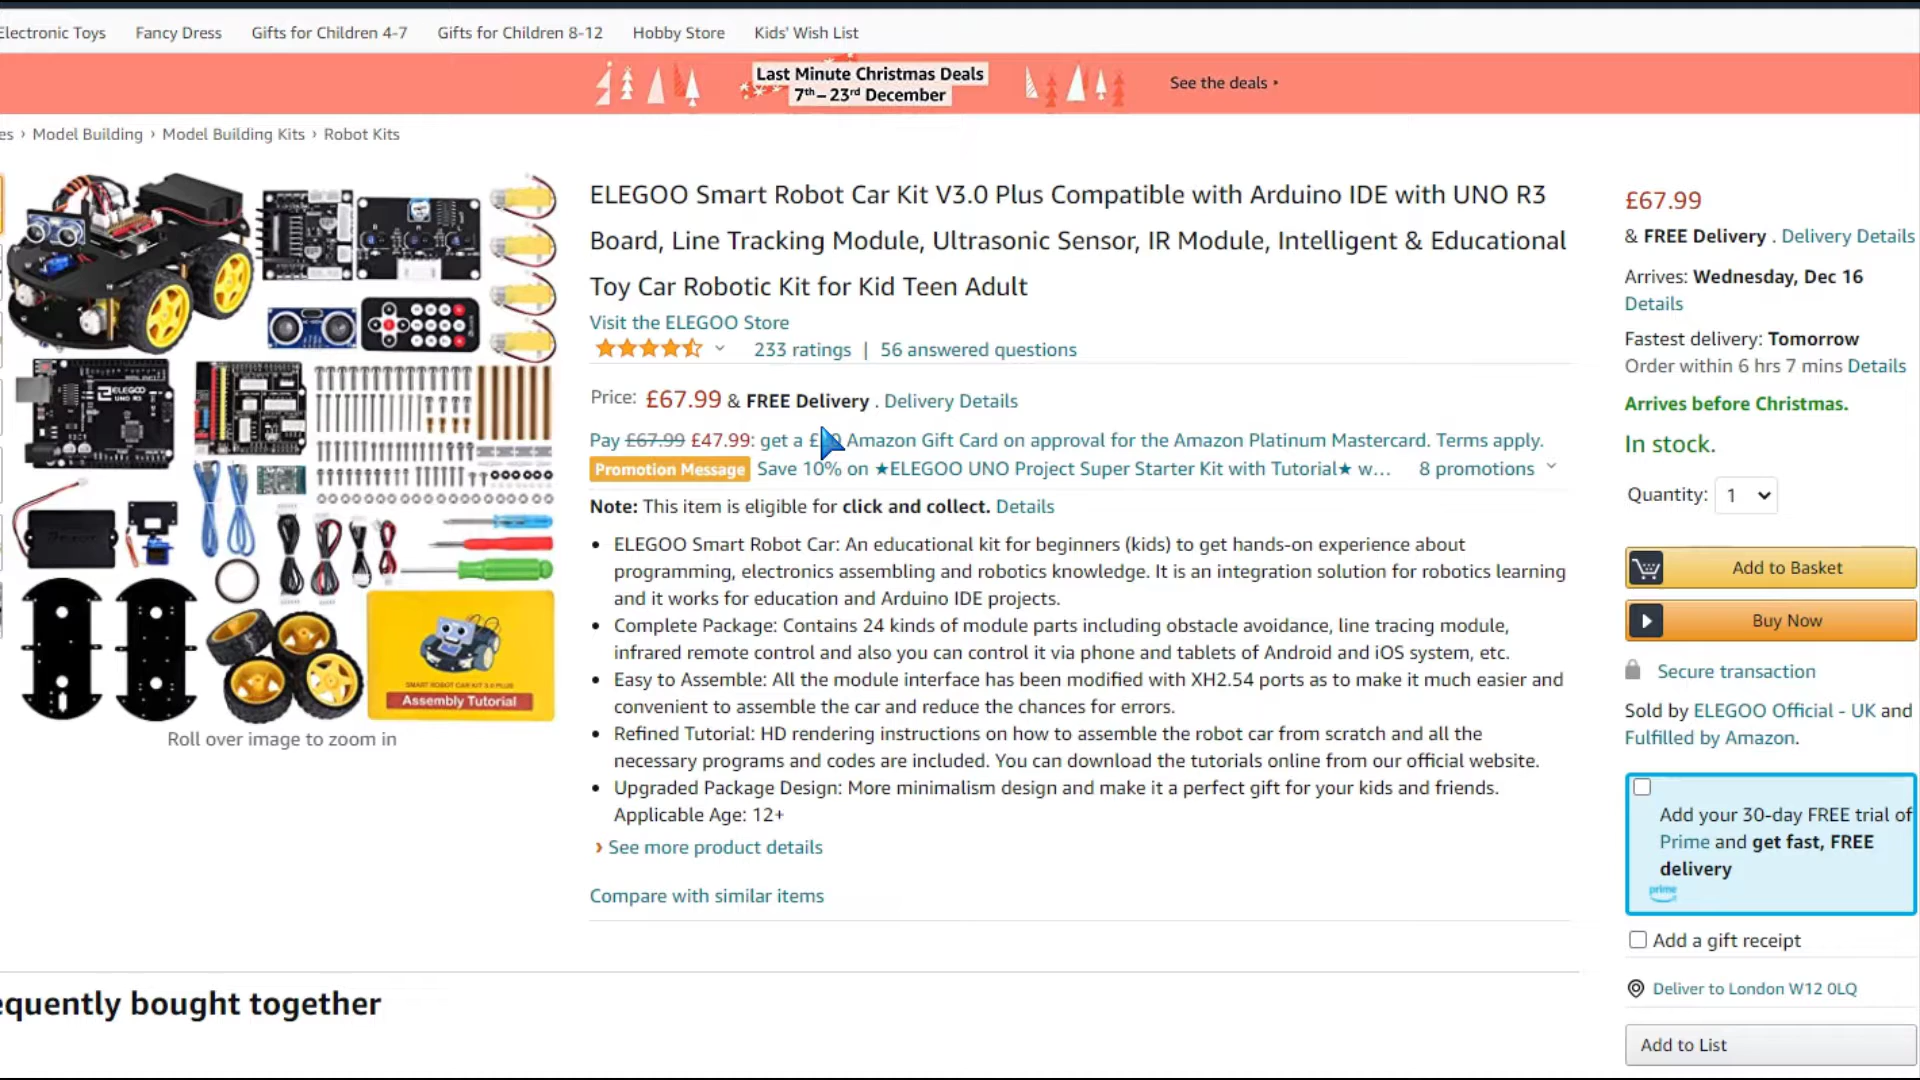 Electronic Toys Fancy Dress Gifts for Children 4-7 Gifts for Children 8-12 Hobby Store Kids' Wish List
Last Minute Christmas Deals
7th – 23rd December
See the deals ▸
es › Model Building › Model Building Kits › Robot Kits
ELEGOO
UNO R3
SMART ROBOT CAR KIT 3.0 PLUS
Assembly Tutorial
Roll over image to zoom in
ELEGOO Smart Robot Car Kit V3.0 Plus Compatible with Arduino IDE with UNO R3
Board, Line Tracking Module, Ultrasonic Sensor, IR Module, Intelligent & Educational
Toy Car Robotic Kit for Kid Teen Adult
Visit the ELEGOO Store
233 ratings | 56 answered questions
Price: £67.99 & FREE Delivery . Delivery Details
Pay £67.99 £47.99: get a Amazon Gift Card on approval for the Amazon Platinum Mastercard. Terms apply.
Promotion Message Save 10% on ★ELEGOO UNO Project Super Starter Kit with Tutorial★ w... 8 promotions
Note: This item is eligible for click and collect. Details
• ELEGOO Smart Robot Car: An educational kit for beginners (kids) to get hands-on experience about
programming, electronics assembling and robotics knowledge. It is an integration solution for robotics learning
and it works for education and Arduino IDE projects.
• Complete Package: Contains 24 kinds of module parts including obstacle avoidance, line tracing module,
infrared remote control and also you can control it via phone and tablets of Android and iOS system, etc.
• Easy to Assemble: All the module interface has been modified with XH2.54 ports as to make it much easier and
convenient to assemble the car and reduce the chances for errors.
• Refined Tutorial: HD rendering instructions on how to assemble the robot car from scratch and all the
necessary programs and codes are included. You can download the tutorials online from our official website.
• Upgraded Package Design: More minimalism design and make it a perfect gift for your kids and friends.
Applicable Age: 12+
› See more product details
Compare with similar items
equently bought together
£67.99
& FREE Delivery . Delivery Details
Arrives: Wednesday, Dec 16
Details
Fastest delivery: Tomorrow
Order within 6 hrs 7 mins Details
Arrives before Christmas.
In stock.
Quantity: 1
Add to Basket
Buy Now
Secure transaction
Sold by ELEGOO Official - UK and
Fulfilled by Amazon.
Add your 30-day FREE trial of
Prime and get fast, FREE
delivery
prime
Add a gift receipt
Deliver to London W12 0LQ
Add to List